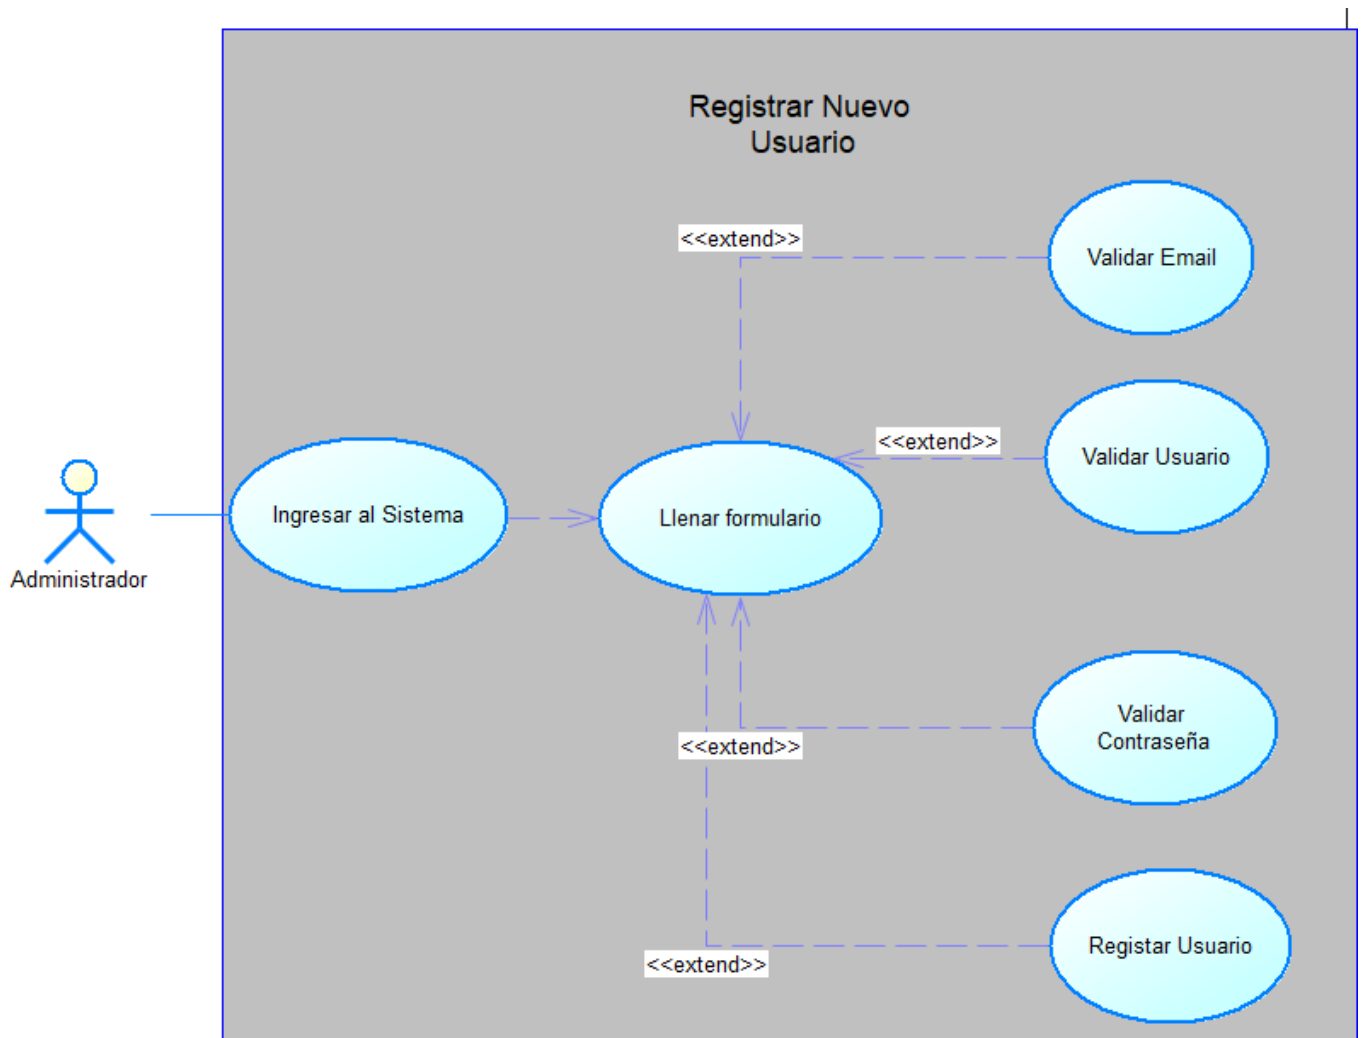 Registrar Nuevo
Usuario
<<extend>>
Validar Email
<<extend>>
Validar Usuario
Ingresar al Sistema
Llenar formulario
Administrador
Validar
Contraseña
<<extend>>
Registar Usuario
<<extend>>